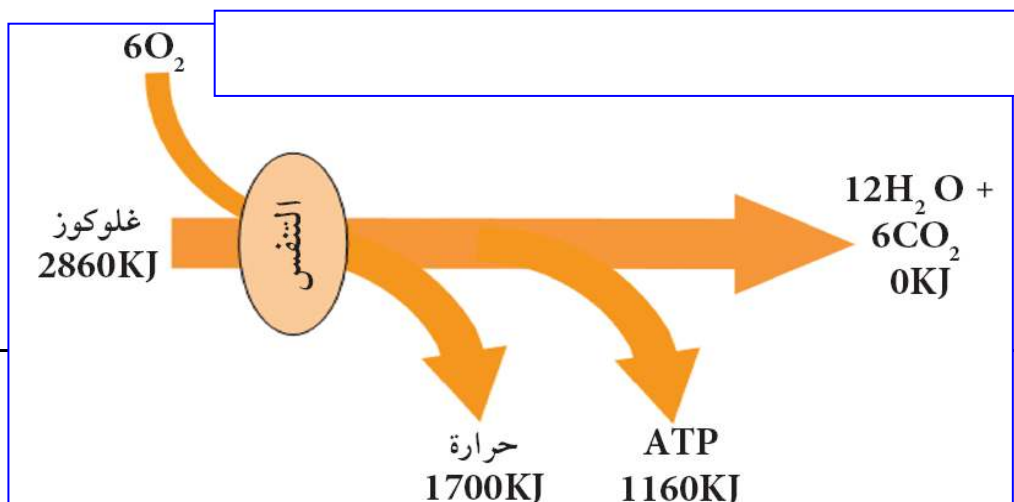 6O₂
غلوكوز
2860KJ
التنفس
12H₂O +
6CO₂
0KJ
حرارة
1700KJ
ATP
1160KJ